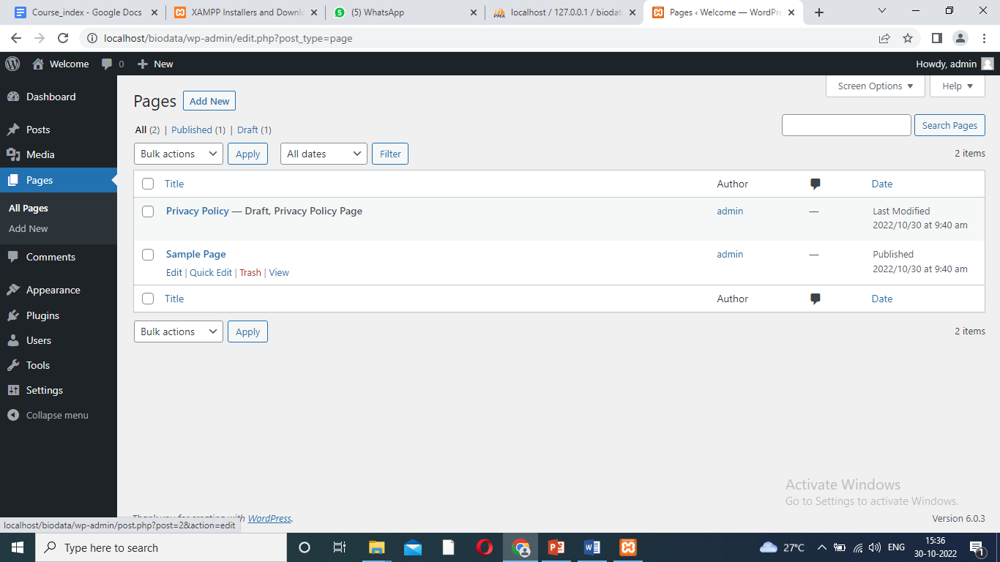 Course_index - Google Docs
XAMPP Installers and Downlo
(5) WhatsApp
localhost / 127.0.0.1 / biodata
Pages ‹ Welcome — WordPre
localhost/biodata/wp-admin/edit.php?post_type=page
Welcome 0 New
Howdy, admin
Dashboard
Posts
Media
Pages
All Pages
Add New
Comments
Appearance
Plugins
Users
Tools
Settings
Collapse menu
Screen Options Help
Pages Add New
All (2) | Published (1) | Draft (1)
Search Pages
Bulk actions Apply All dates Filter
2 items
Title Author Date
Privacy Policy — Draft, Privacy Policy Page admin — Last Modified
2022/10/30 at 9:40 am
Sample Page admin — Published
Edit | Quick Edit | Trash | View 2022/10/30 at 9:40 am
Title Author Date
Bulk actions Apply
2 items
Activate Windows
Go to Settings to activate Windows.
Thank you for creating with WordPress.
Version 6.0.3
localhost/biodata/wp-admin/post.php?post=2&action=edit
Type here to search
27°C ENG
15:36
30-10-2022
1